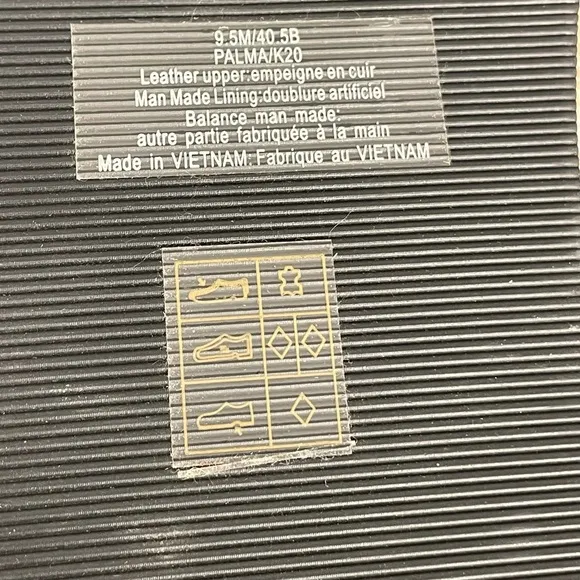 9.5M/40.5B
PALMA/K20
Leather upper:empeigne en cuir
Man Made Lining:doublure artificiel
Balance man made:
autre partie fabriquée à la main
Made in VIETNAM: Fabrique au VIETNAM